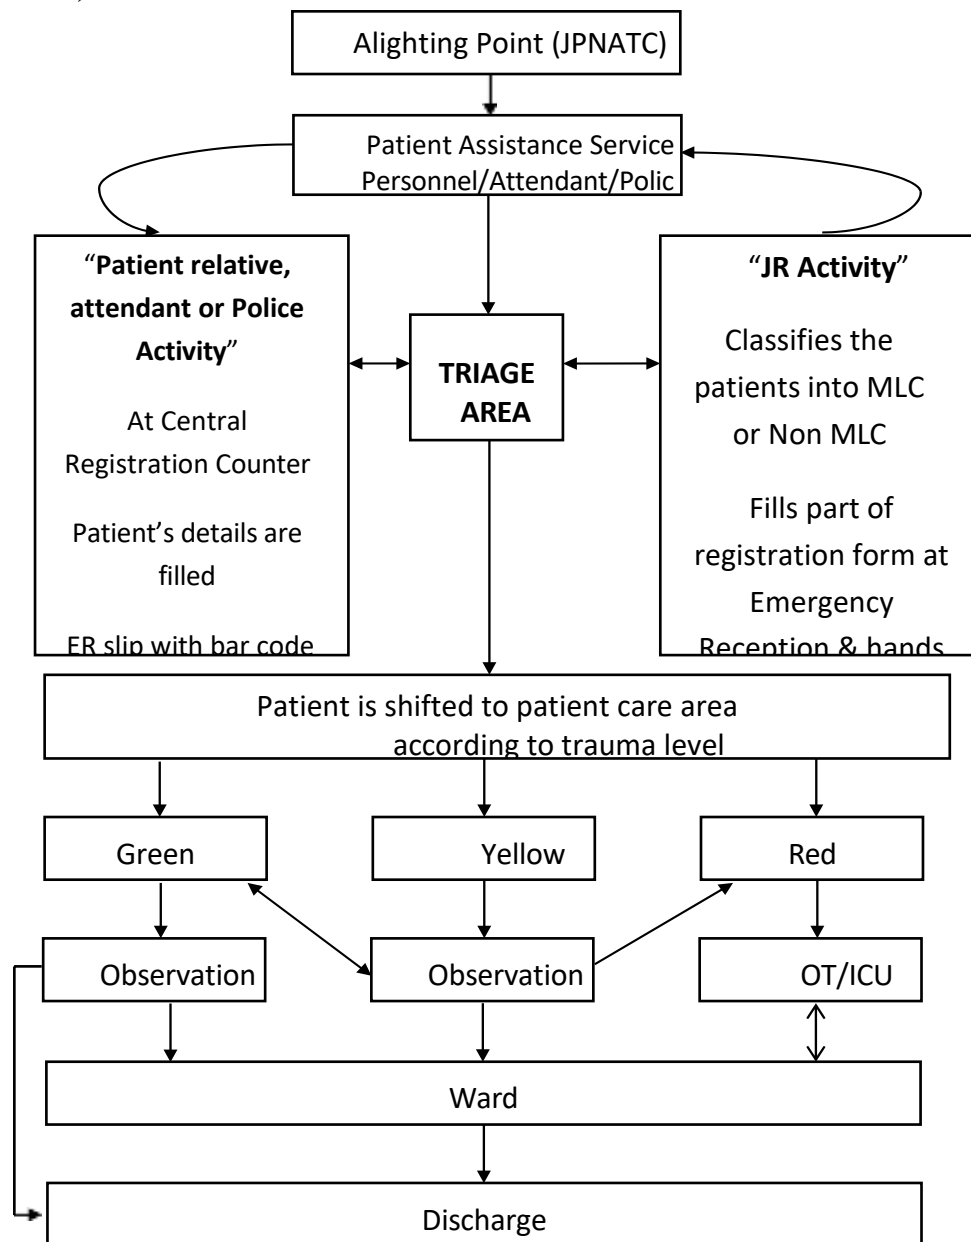 Alighting Point (JPNATC)
Patient Assistance Service
Personnel/Attendant/Polic
“Patient relative,
attendant or Police
Activity”
At Central
Registration Counter
Patient’s details are
filled
ER slip with bar code
TRIAGE
AREA
“JR Activity”
Classifies the
patients into MLC
or Non MLC
Fills part of
registration form at
Emergency
Reception & hands
Patient is shifted to patient care area
according to trauma level
Green
Yellow
Red
Observation
Observation
OT/ICU
Ward
Discharge